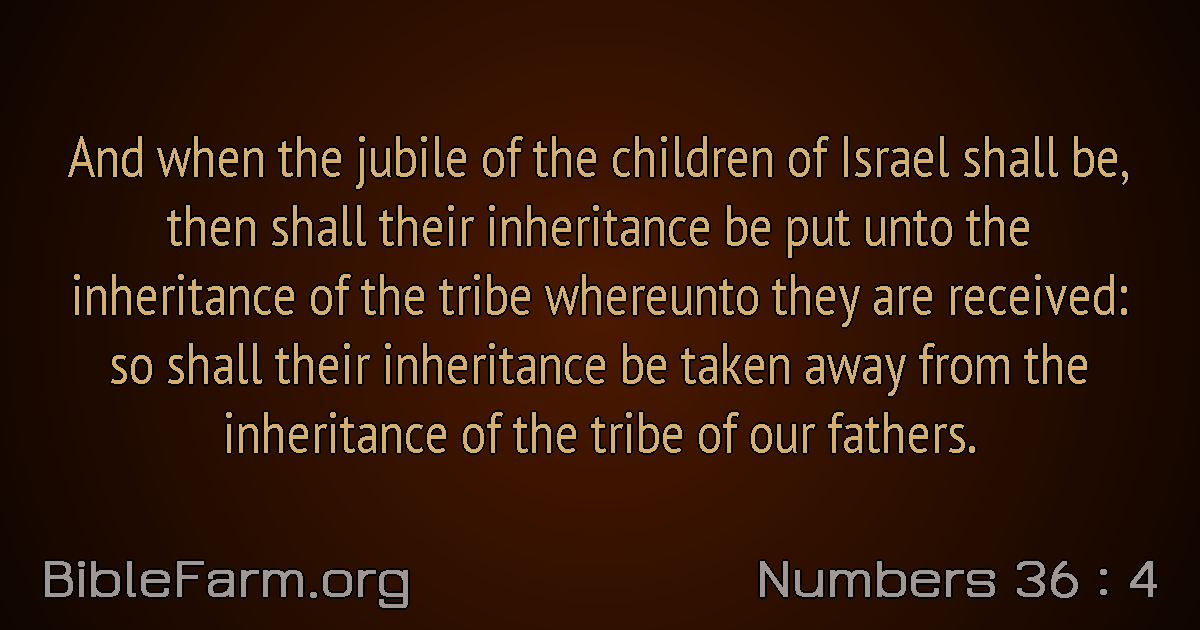 And when the jubile of the children of Israel shall be,
then shall their inheritance be put unto the
inheritance of the tribe whereunto they are received:
so shall their inheritance be taken away from the
inheritance of the tribe of our fathers.
BibleFarm.org
Numbers 36 : 4